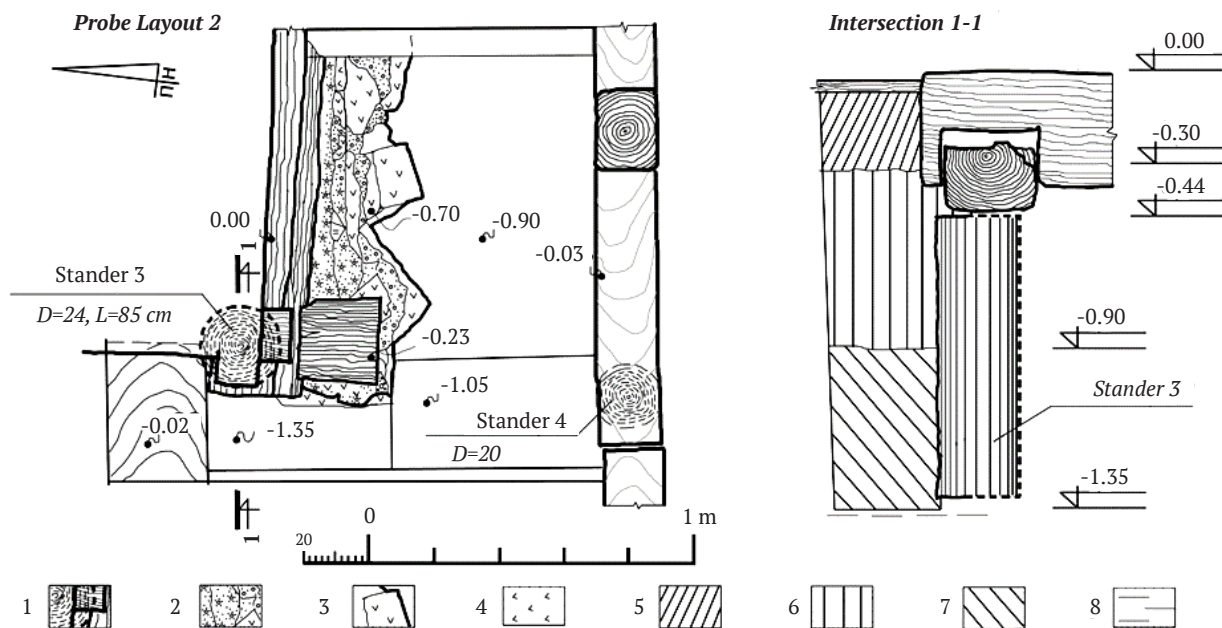 Probe Layout 2
Intersection 1-1
0.00
-0.30
-0.44
-0.90
Stander 3
-1.35
ПЦ
0.00
1
-0.70
-0.90
-0.03
Stander 3
D=24, L=85 cm
-0.23
-1.05
Stander 4
D=20
-0.02
-1.35
1
0
1 m
20
1 2 3 4 5 6 7 8